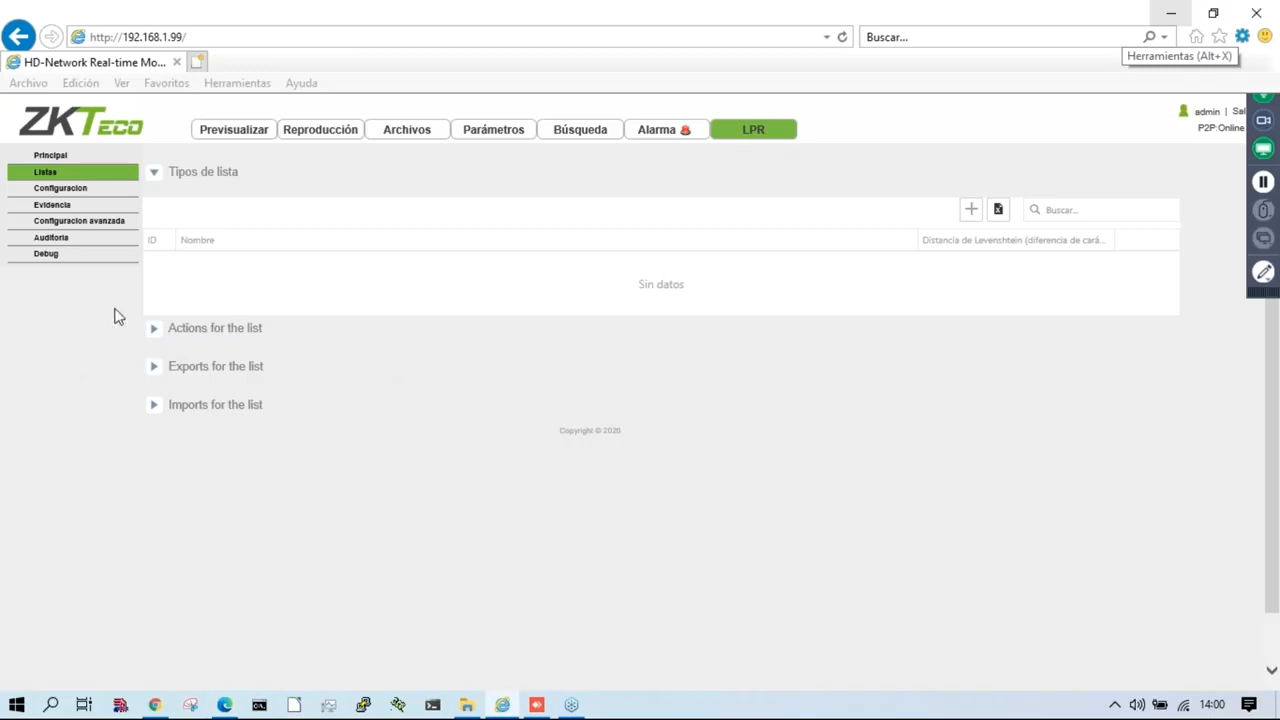 http://192.168.1.99/
Buscar...
HD-Network Real-time Mo...
Herramientas (Alt+X)
Archivo Edición Ver Favoritos Herramientas Ayuda
ZKTECO
admin | Sal
P2P:Online
Previsualizar Reproducción Archivos Parámetros Búsqueda Alarma LPR
Principal
Listas
Configuracion
Evidencia
Configuracion avanzada
Auditoria
Debug
Tipos de lista
Buscar...
ID Nombre Distancia de Levenshtein (diferencia de cará...
Sin datos
Actions for the list
Exports for the list
Imports for the list
Copyright © 2020
14:00